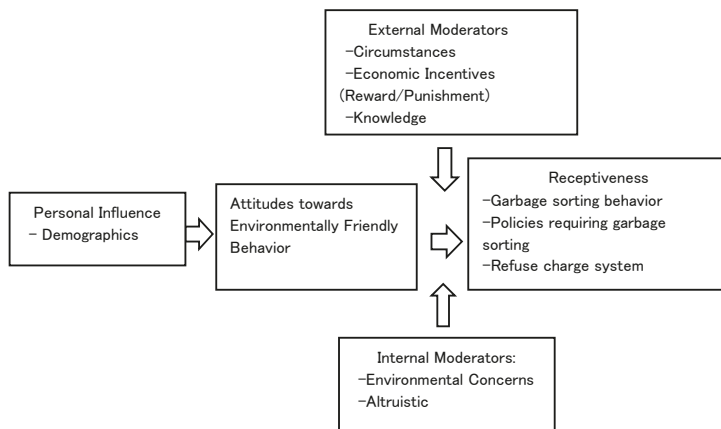 External Moderators
-Circumstances
-Economic Incentives
(Reward/Punishment)
-Knowledge
Personal Influence
- Demographics
Attitudes towards
Environmentally Friendly
Behavior
Receptiveness
-Garbage sorting behavior
-Policies requiring garbage
sorting
-Refuse charge system
Internal Moderators:
-Environmental Concerns
-Altruistic